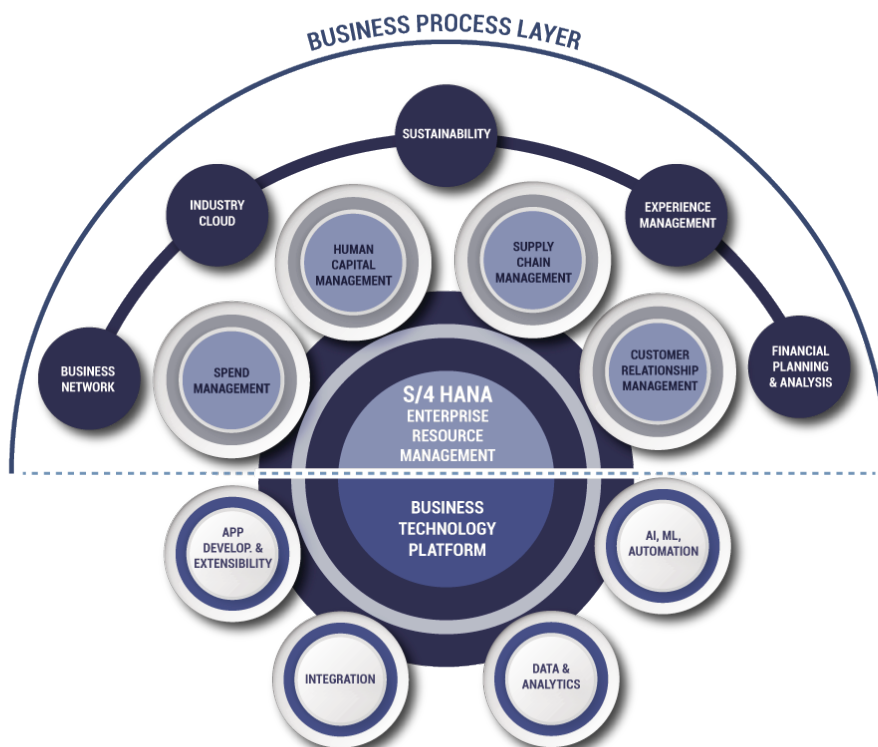 BUSINESS PROCESS LAYER
SUSTAINABILITY
INDUSTRY
CLOUD
EXPERIENCE
MANAGEMENT
HUMAN
CAPITAL
MANAGEMENT
SUPPLY
CHAIN
MANAGEMENT
BUSINESS
NETWORK
SPEND
MANAGEMENT
CUSTOMER
RELATIONSHIP
MANAGEMENT
FINANCIAL
PLANNING
& ANALYSIS
S/4 HANA
ENTERPRISE
RESOURCE
MANAGEMENT
BUSINESS
TECHNOLOGY
PLATFORM
APP
DEVELOP. &
EXTENSIBILITY
AI, ML,
AUTOMATION
INTEGRATION
DATA &
ANALYTICS